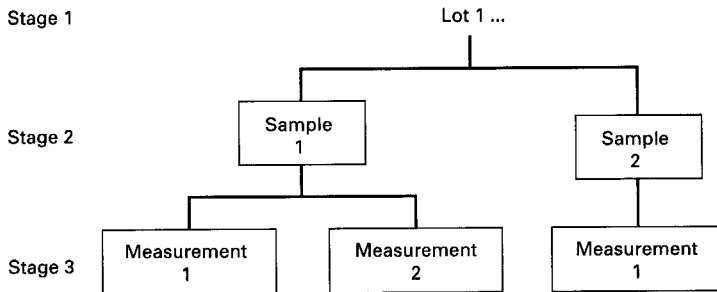 Stage 1
Lot 1 ...
Stage 2
Sample
1
Sample
2
Stage 3
Measurement
1
Measurement
2
Measurement
1